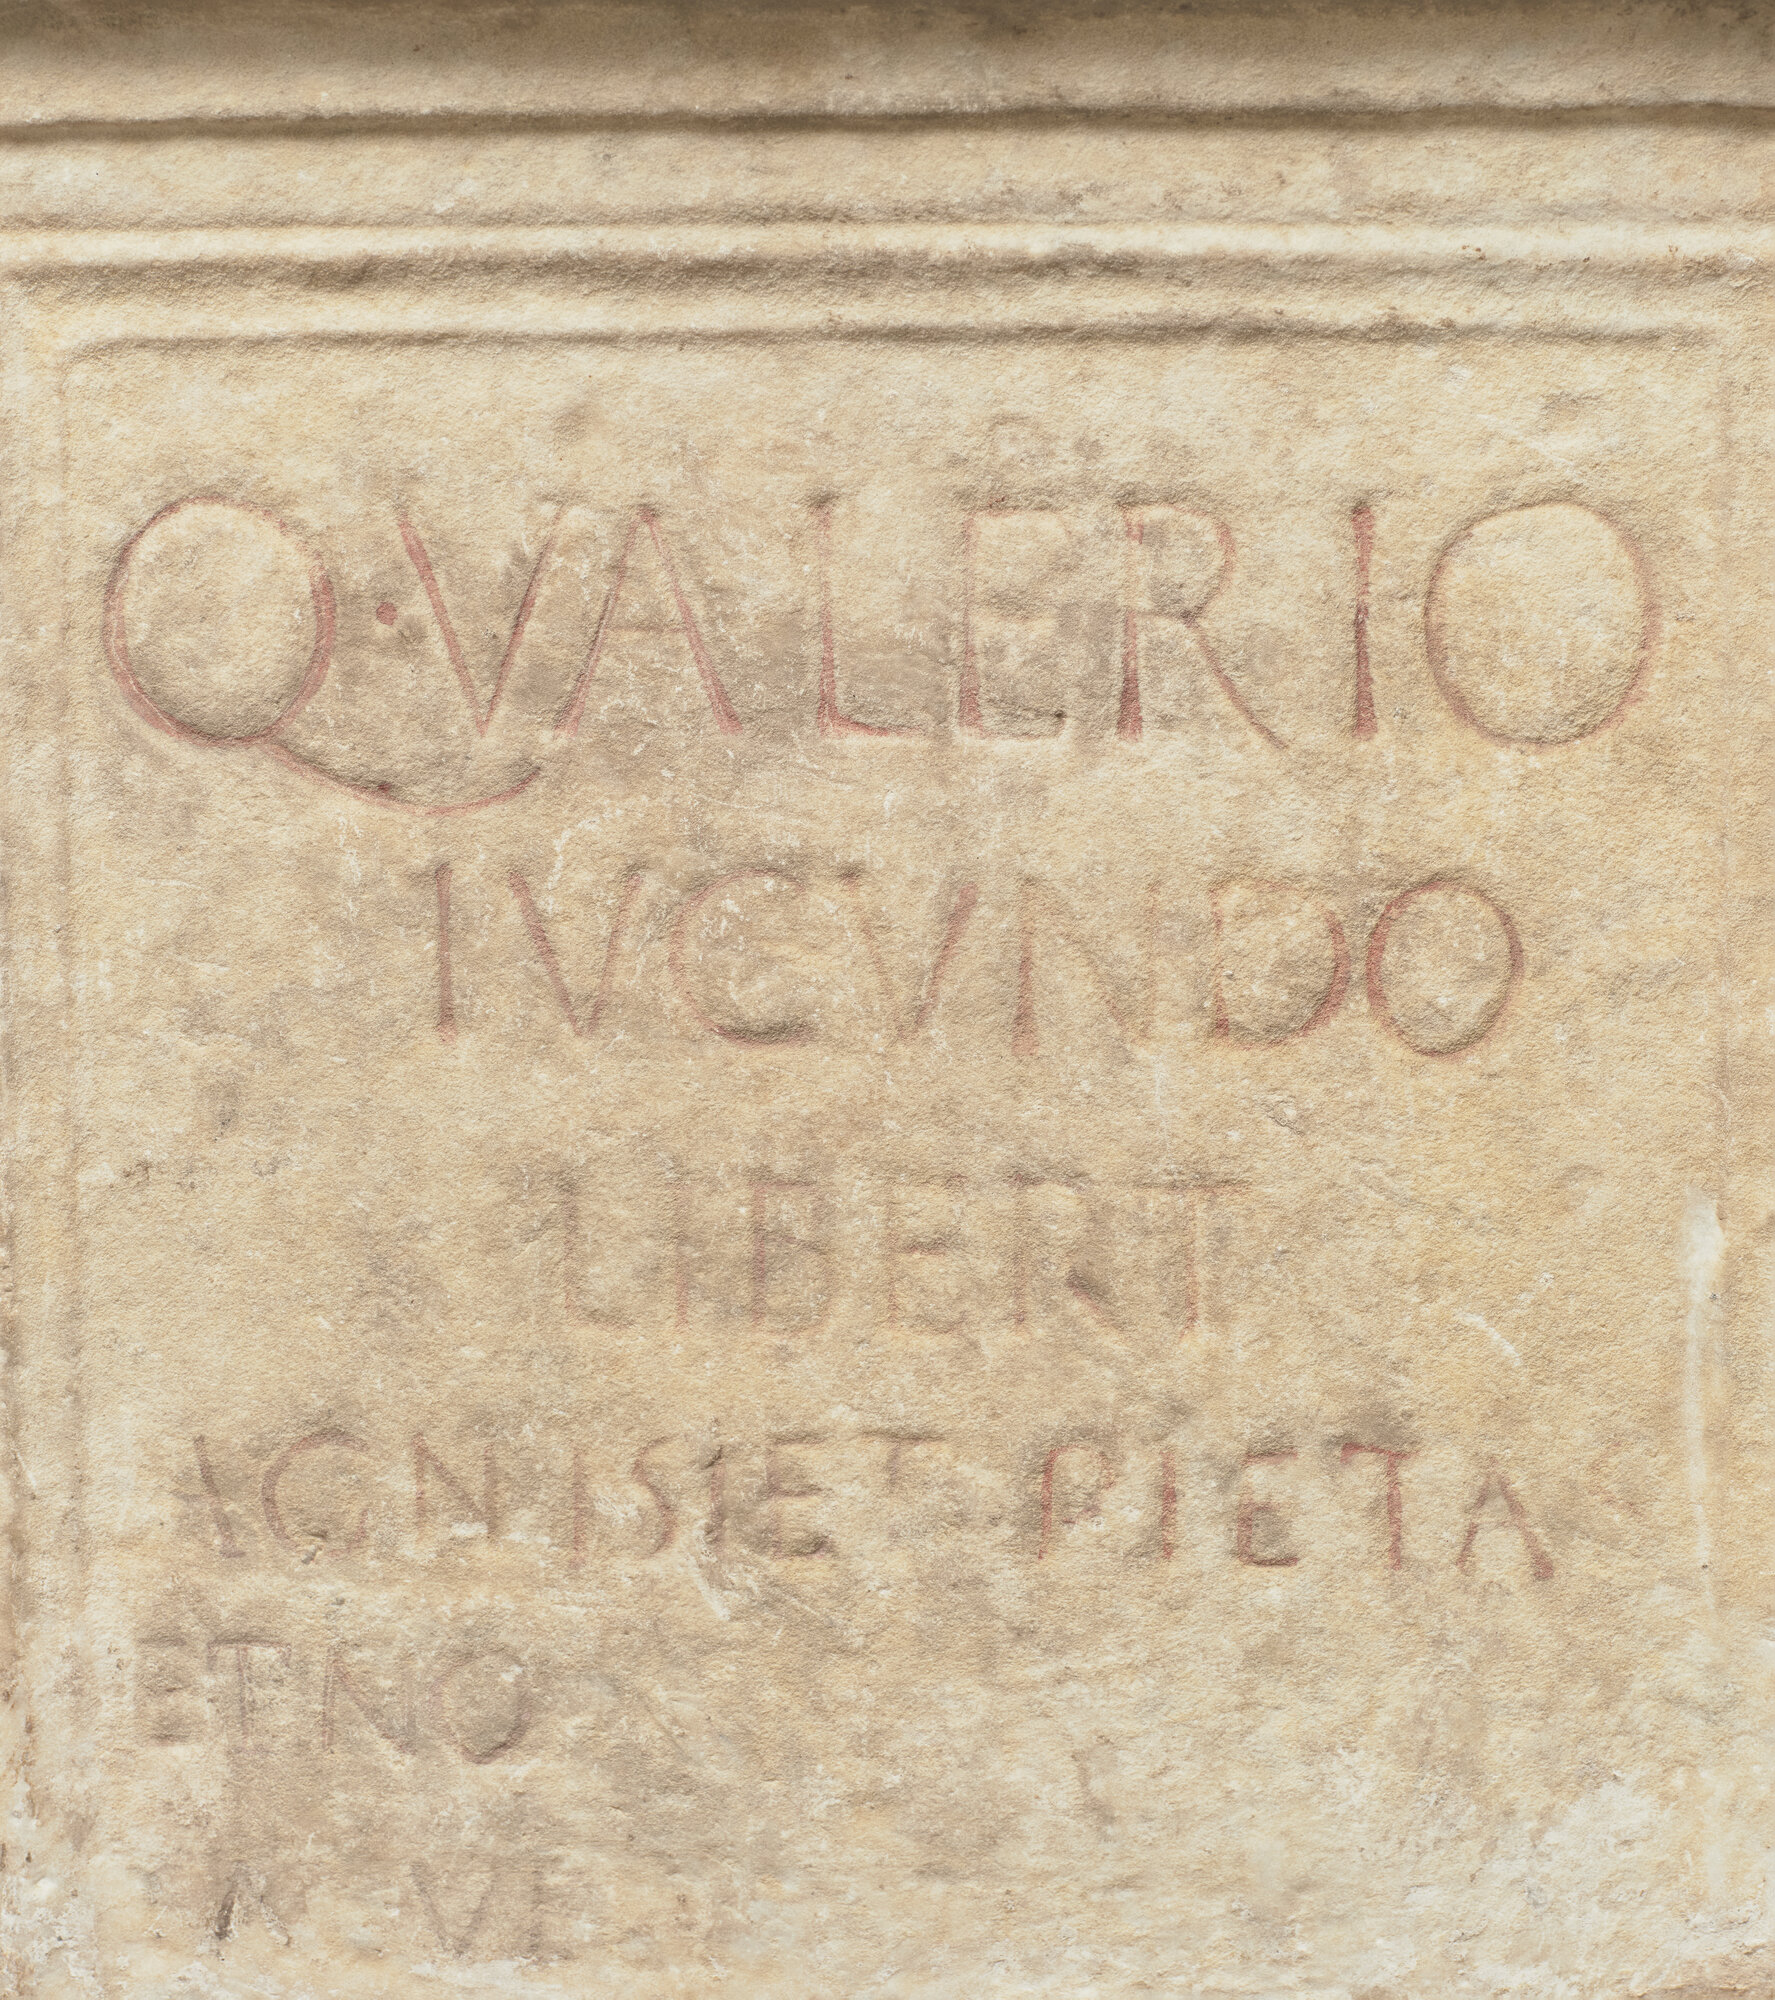 Q·VALERIO
IVCVNDO
LIBERT
IGNISIET PIETA
ETNO